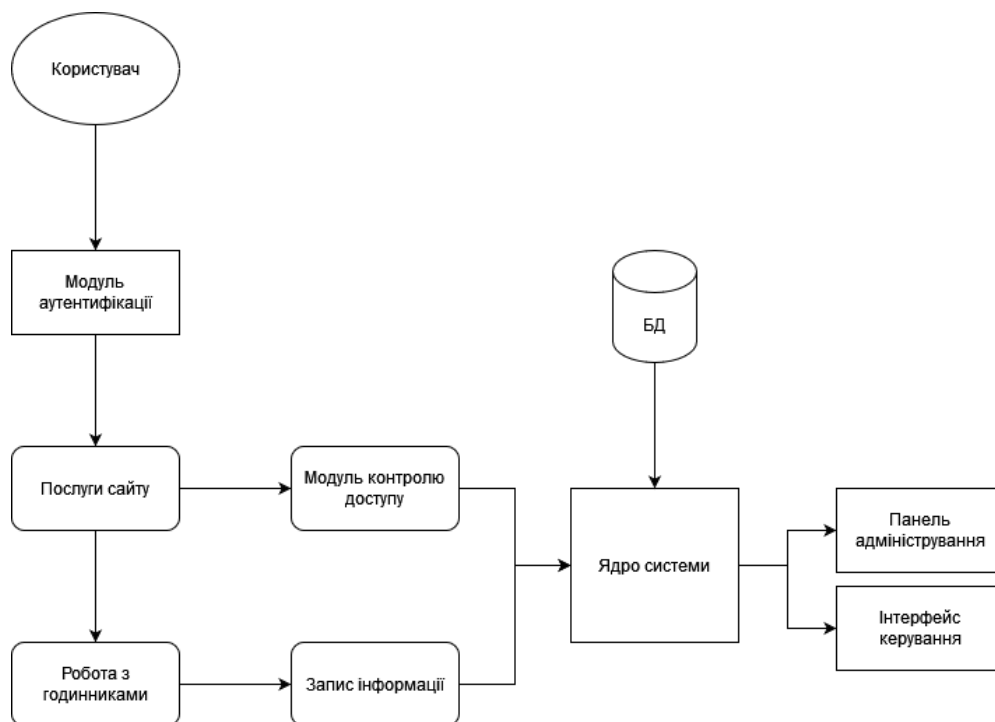 Користувач
Модуль
аутентифікації
БД
Послуги сайту
Модуль контролю
доступу
Ядро системи
Панель
адміністрування
Інтерфейс
керування
Робота з
годинниками
Запис інформації